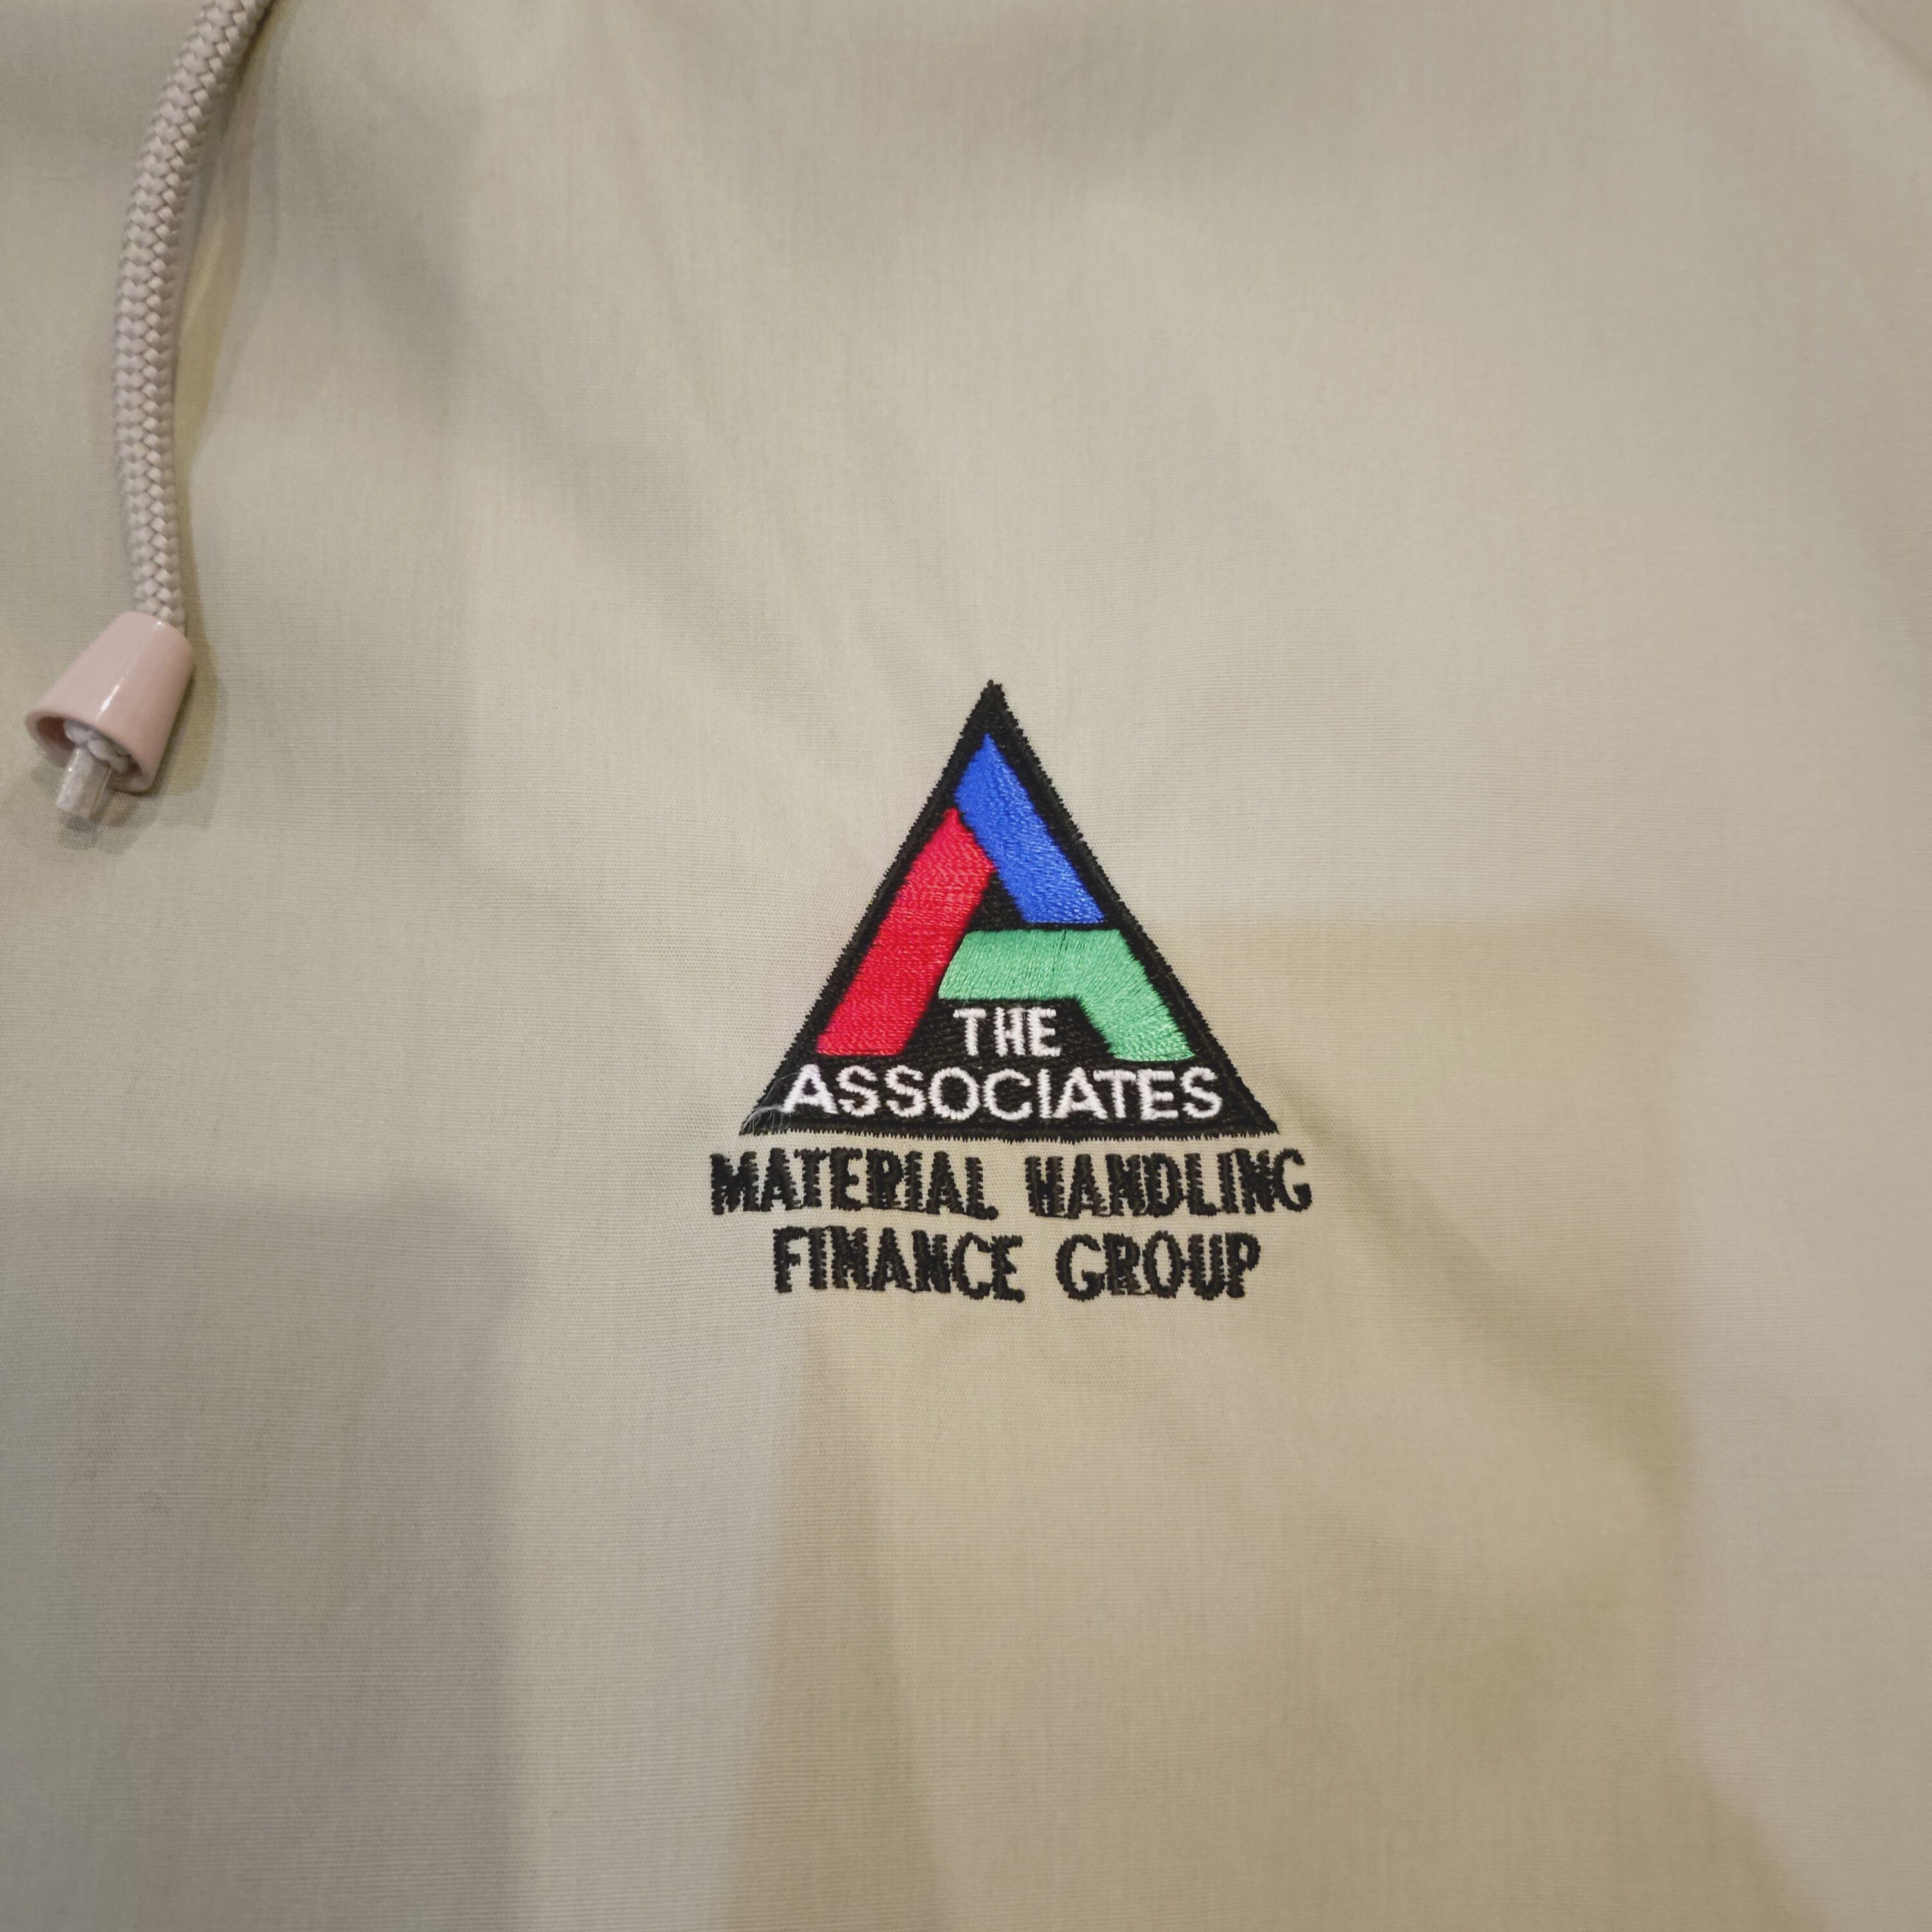 THE
ASSOCIATES
MATERIAL HANDLING
FINANCE GROUP